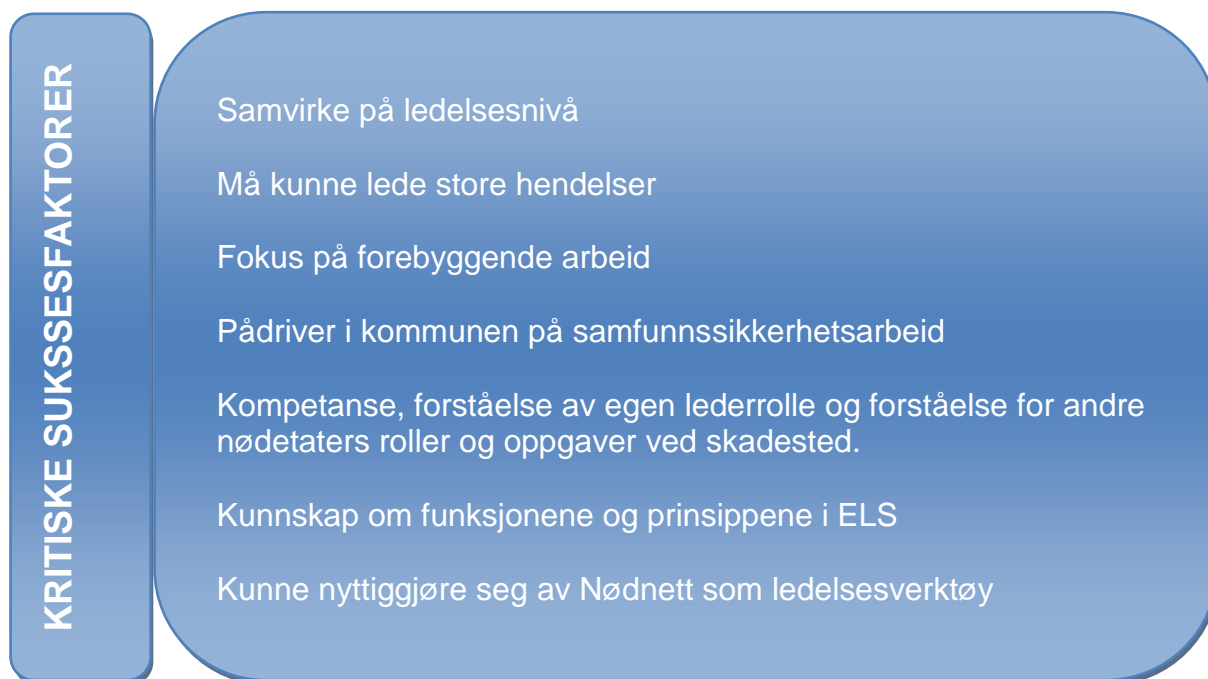 KRITISKE SUKSSESFAKTORER
Samvirke på ledelsesnivå
Må kunne lede store hendelser
Fokus på forebyggende arbeid
Pådriver i kommunen på samfunnssikkerhetsarbeid
Kompetanse, forståelse av egen lederrolle og forståelse for andre
nødetaters roller og oppgaver ved skadested.
Kunnskap om funksjonene og prinsippene i ELS
Kunne nyttiggjøre seg av Nødnett som ledelsesverktøy